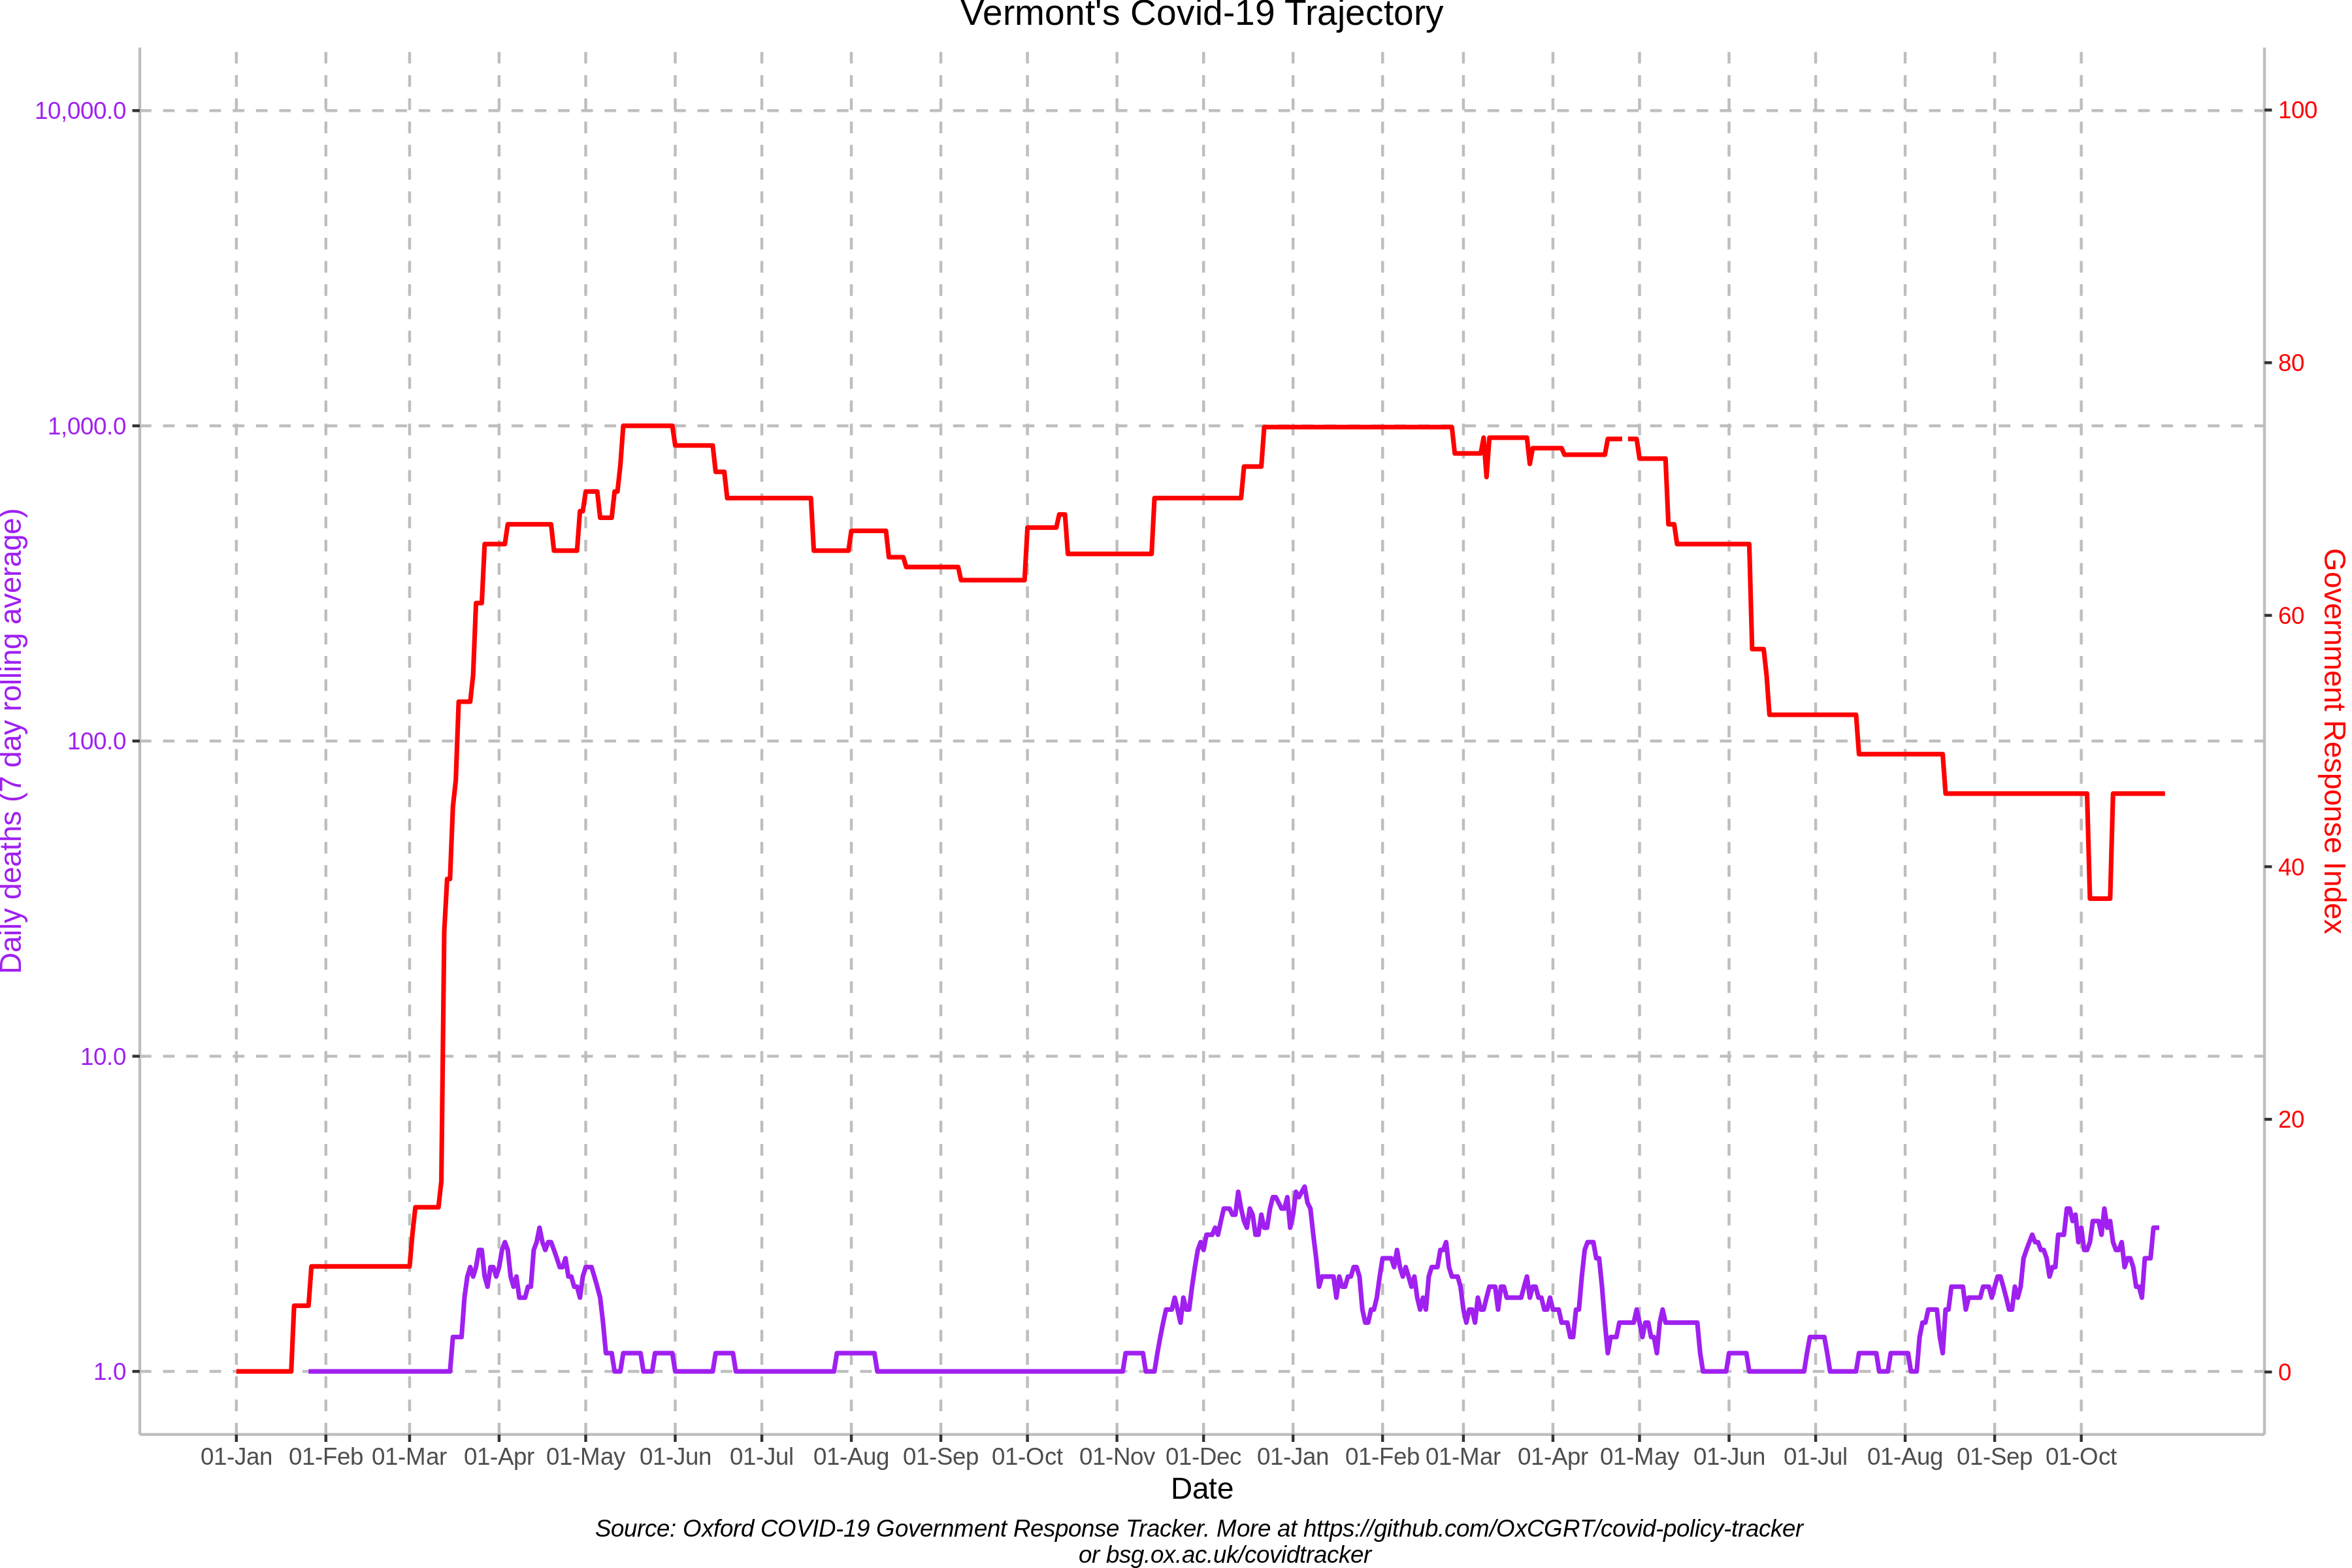 Vermont's Covid-19 Trajectory
10,000.0
1,000.0
100.0
10.0
1.0
Daily deaths (7 day rolling average)
100
80
60
40
20
0
Government Response Index
01-Jan 01-Feb 01-Mar 01-Apr 01-May 01-Jun 01-Jul 01-Aug 01-Sep 01-Oct 01-Nov 01-Dec 01-Jan 01-Feb 01-Mar 01-Apr 01-May 01-Jun 01-Jul 01-Aug 01-Sep 01-Oct
Date
Source: Oxford COVID-19 Government Response Tracker. More at https://github.com/OxCGRT/covid-policy-tracker
or bsg.ox.ac.uk/covidtracker